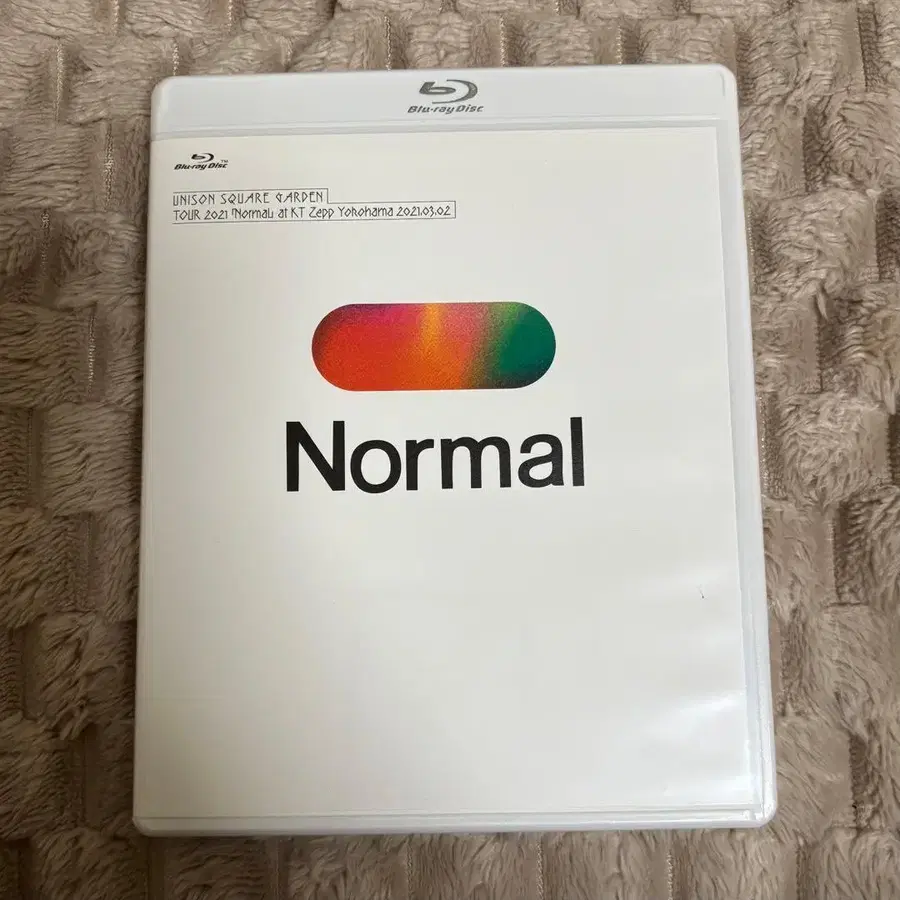 Blu-ray Disc
Blu-ray Disc™
UNISON SQUARE GARDEN
TOUR 2021 「Normal」 at KT Zepp Yokohama 2021.03.02
Normal